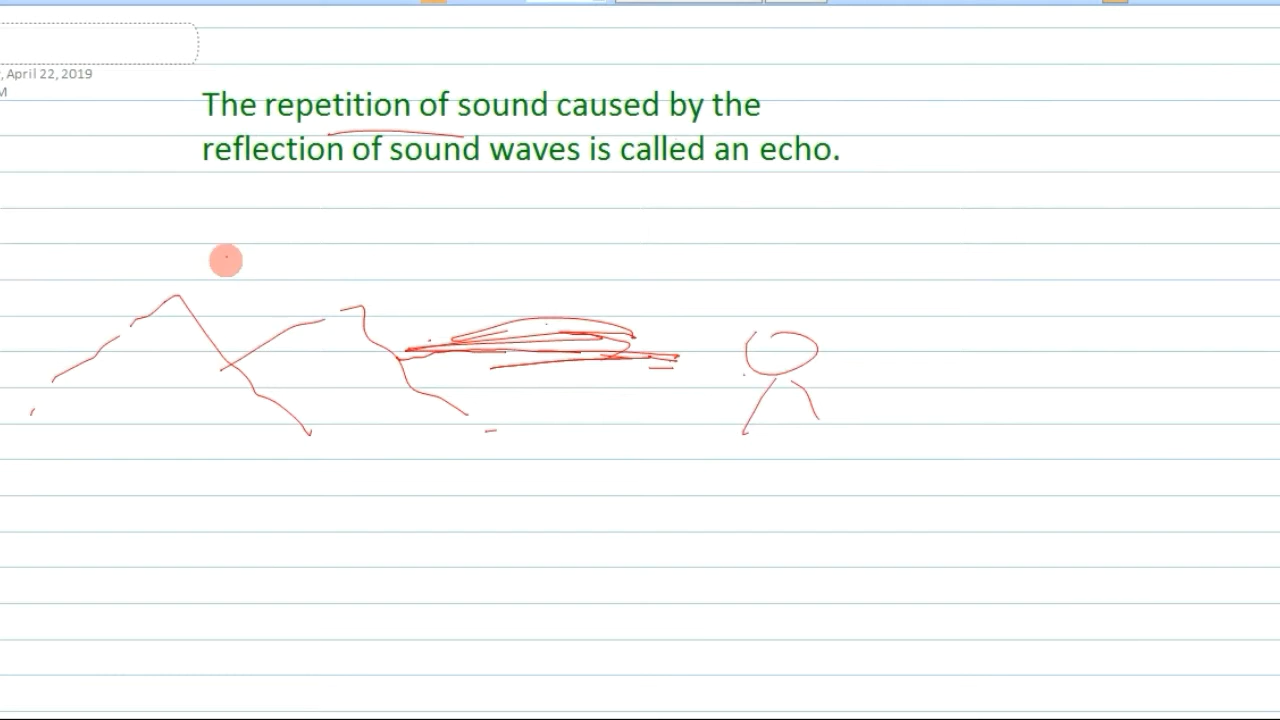 , April 22, 2019
M
The repetition of sound caused by the
reflection of sound waves is called an echo.